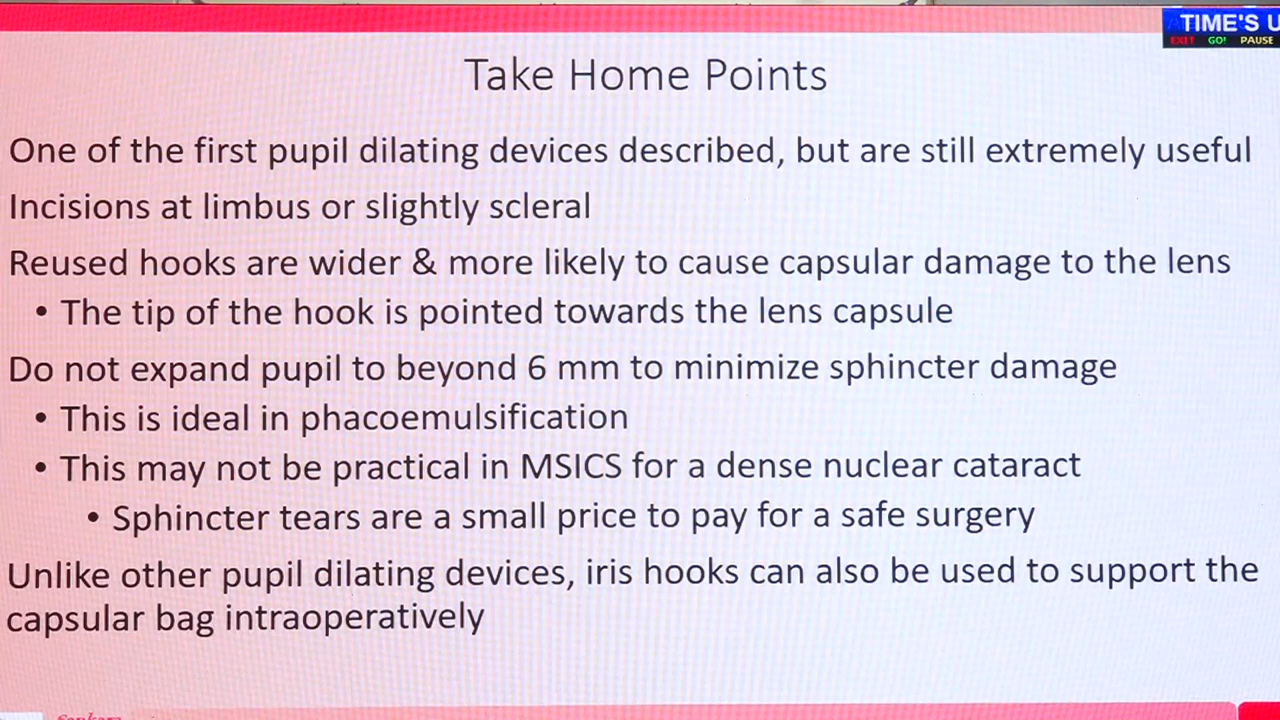 TIME'S U
EXIT GO! PAUSE
Take Home Points
One of the first pupil dilating devices described, but are still extremely useful
Incisions at limbus or slightly scleral
Reused hooks are wider & more likely to cause capsular damage to the lens
• The tip of the hook is pointed towards the lens capsule
Do not expand pupil to beyond 6 mm to minimize sphincter damage
• This is ideal in phacoemulsification
• This may not be practical in MSICS for a dense nuclear cataract
• Sphincter tears are a small price to pay for a safe surgery
Unlike other pupil dilating devices, iris hooks can also be used to support the
capsular bag intraoperatively